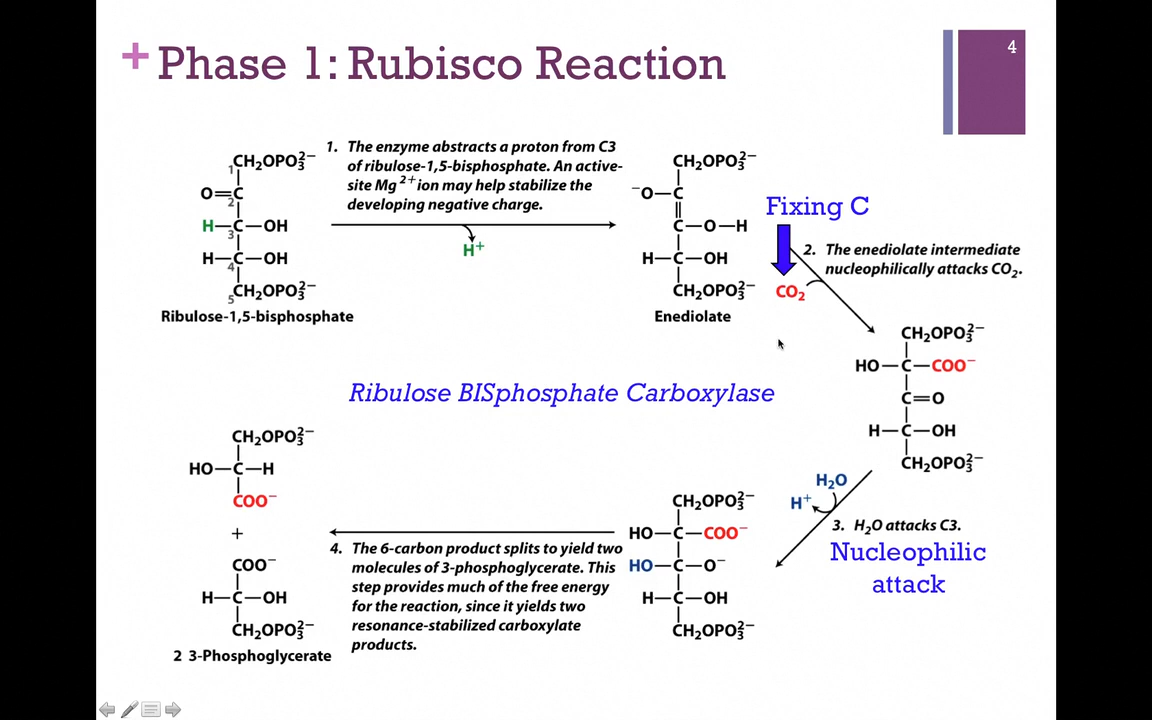 + Phase 1: Rubisco Reaction
4
1. The enzyme abstracts a proton from C3
of ribulose-1,5-bisphosphate. An active-
site Mg²⁺ ion may help stabilize the
developing negative charge.
H⁺
₁CH₂OPO₃²⁻
O=C
2
H—C—OH
3
H—C—OH
4
₅CH₂OPO₃²⁻
Ribulose-1,5-bisphosphate
CH₂OPO₃²⁻
⁻O—C
C—O—H
H—C—OH
CH₂OPO₃²⁻
Enediolate
Fixing C
CO₂
2. The enediolate intermediate
nucleophilically attacks CO₂.
CH₂OPO₃²⁻
HO—C—COO⁻
C=O
H—C—OH
CH₂OPO₃²⁻
Ribulose BISphosphate Carboxylase
H₂O
H⁺
3. H₂O attacks C3.
Nucleophilic
attack
CH₂OPO₃²⁻
HO—C—COO⁻
HO—C—O⁻
H—C—OH
CH₂OPO₃²⁻
4. The 6-carbon product splits to yield two
molecules of 3-phosphoglycerate. This
step provides much of the free energy
for the reaction, since it yields two
resonance-stabilized carboxylate
products.
CH₂OPO₃²⁻
HO—C—H
COO⁻
+
COO⁻
H—C—OH
CH₂OPO₃²⁻
2 3-Phosphoglycerate